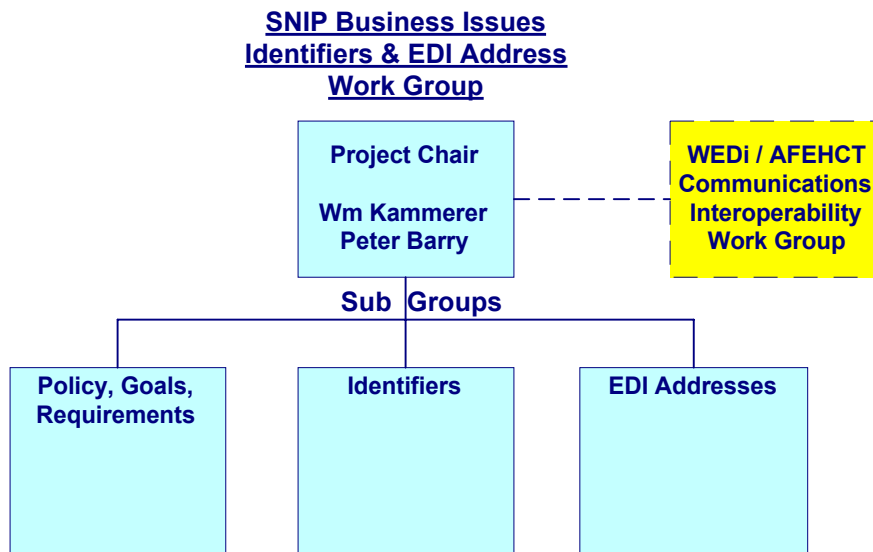 SNIP Business Issues
Identifiers & EDI Address
Work Group
Project Chair
Wm Kammerer
Peter Barry
WEDi / AFEHCT
Communications
Interoperability
Work Group
Sub Groups
Policy, Goals,
Requirements
Identifiers
EDI Addresses